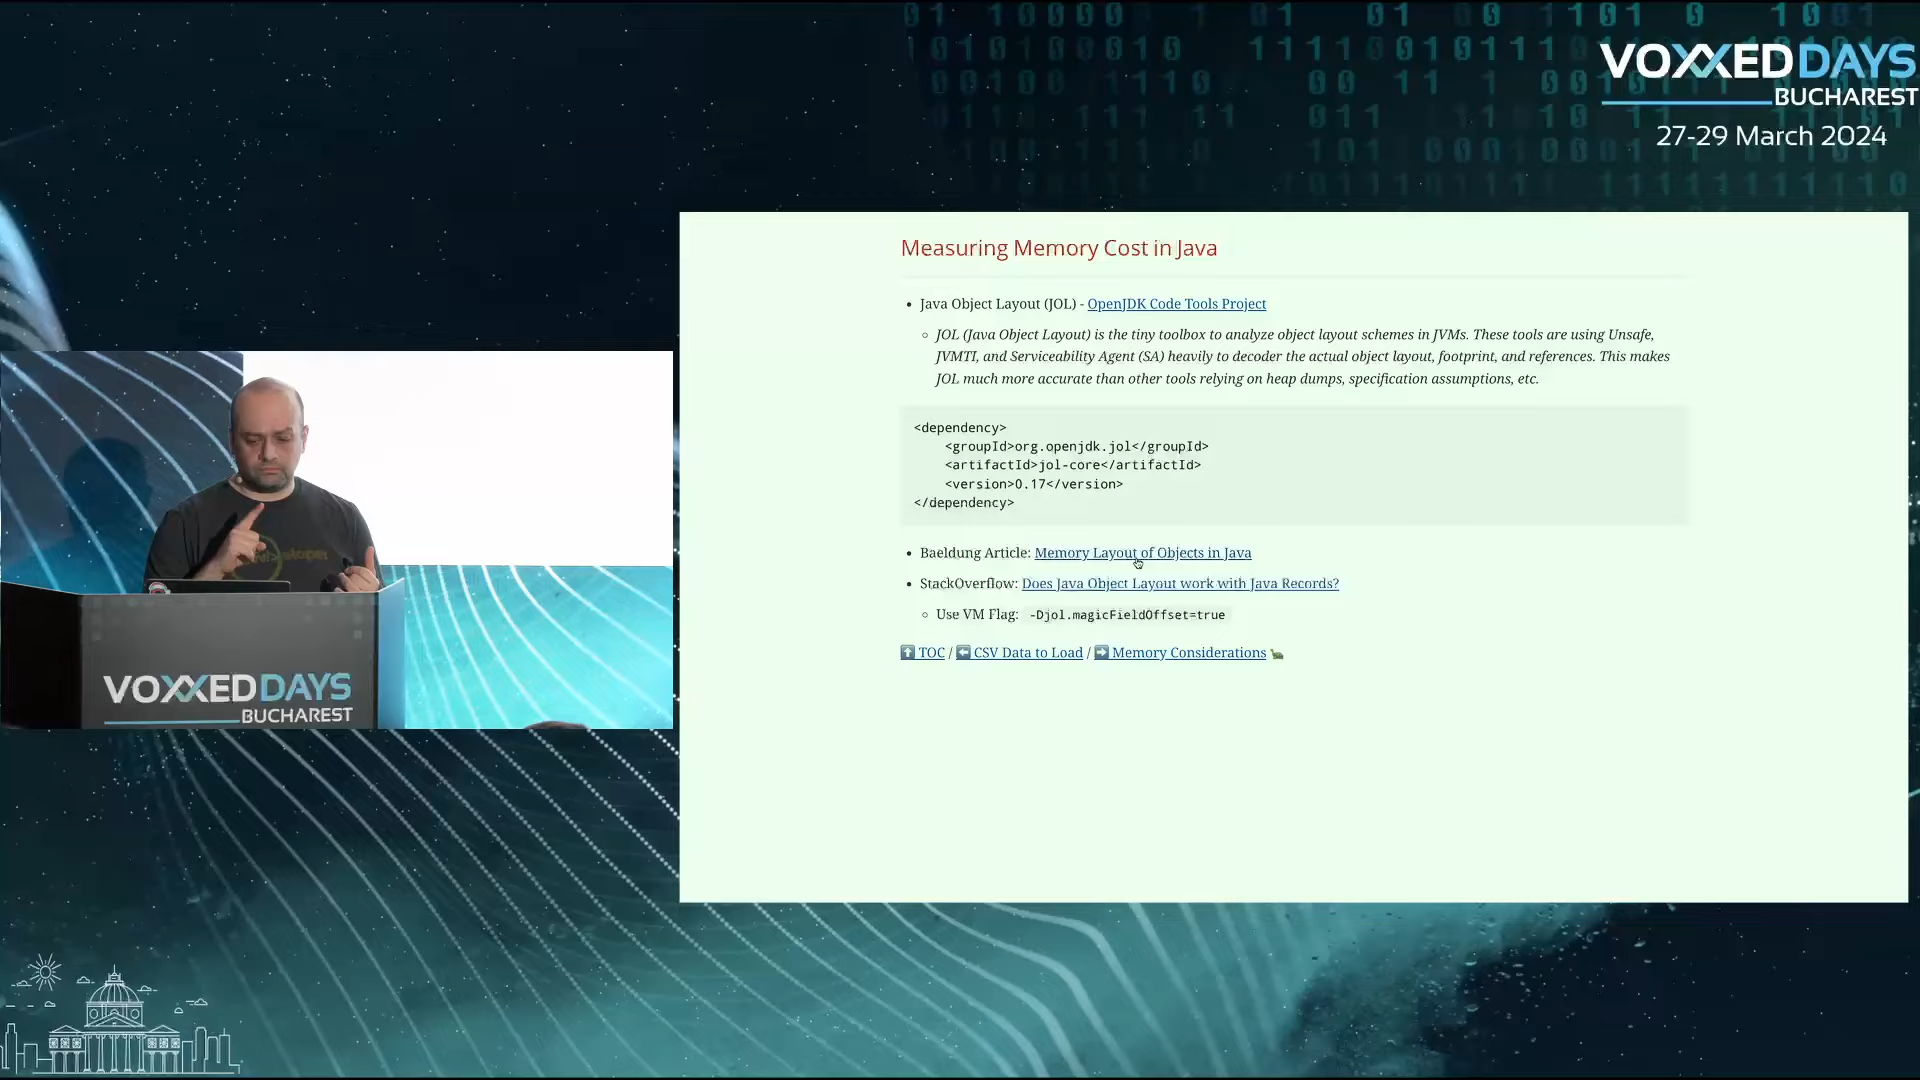 VOXXEDDAYS
BUCHAREST
27-29 March 2024
Measuring Memory Cost in Java
• Java Object Layout (JOL) - OpenJDK Code Tools Project
◦ JOL (Java Object Layout) is the tiny toolbox to analyze object layout schemes in JVMs. These tools are using Unsafe,
JVMTI, and Serviceability Agent (SA) heavily to decoder the actual object layout, footprint, and references. This makes
JOL much more accurate than other tools relying on heap dumps, specification assumptions, etc.
<dependency>
<groupId>org.openjdk.jol</groupId>
<artifactId>jol-core</artifactId>
<version>0.17</version>
</dependency>
• Baeldung Article: Memory Layout of Objects in Java
• StackOverflow: Does Java Object Layout work with Java Records?
◦ Use VM Flag: -Djol.magicFieldOffset=true
⬆️ TOC / ⬅️ CSV Data to Load / ➡️ Memory Considerations 🐢
VOXXEDDAYS
BUCHAREST